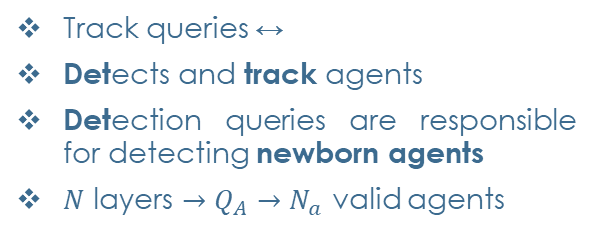 ❖ Track queries ↔
❖ Detects and track agents
❖ Detection queries are responsible
for detecting newborn agents
❖ N layers → Q_A → N_a valid agents